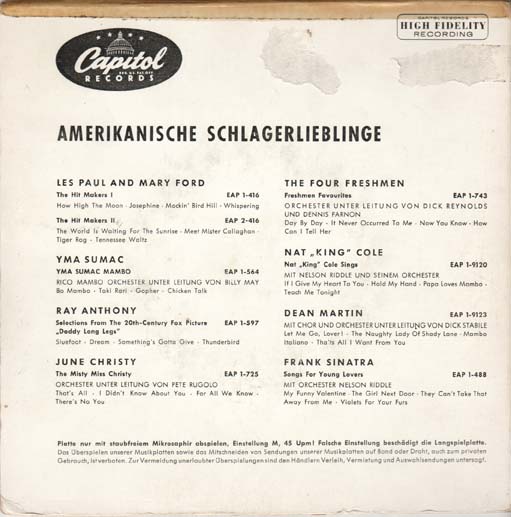 CAPITOL RECORDS
HIGH FIDELITY
RECORDING
Capitol
REG. U.S. PAT. OFF.
RECORDS
AMERIKANISCHE SCHLAGERLIEBLINGE
LES PAUL AND MARY FORD
The Hit Makers I EAP 1-416
How High The Moon · Josephine · Mockin' Bird Hill · Whispering
The Hit Makers II EAP 2-416
The World Is Waiting For The Sunrise · Meet Mister Callaghan ·
Tiger Rag · Tennessee Waltz
YMA SUMAC
YMA SUMAC MAMBO EAP 1-564
RICO MAMBO ORCHESTER UNTER LEITUNG VON BILLY MAY
Bo Mambo · Taki Rari · Gopher · Chicken Talk
RAY ANTHONY
Selections From The 20th-Century Fox Picture EAP 1-597
„Daddy Long Legs"
Sluefoot · Dream · Something's Gotta Give · Thunderbird
JUNE CHRISTY
The Misty Miss Christy EAP 1-725
ORCHESTER UNTER LEITUNG VON PETE RUGOLO
That's All · I Didn't Know About You · For All We Know ·
There's No You
THE FOUR FRESHMEN
Freshmen Favourites EAP 1-743
ORCHESTER UNTER LEITUNG VON DICK REYNOLDS
UND DENNIS FARNON
Day By Day · It Never Occurred To Me · Now You Know · How
Can I Tell Her
NAT „KING" COLE
Nat „King" Cole Sings EAP 1-9120
MIT NELSON RIDDLE UND SEINEM ORCHESTER
If I Give My Heart To You · Hold My Hand · Papa Loves Mambo ·
Teach Me Tonight
DEAN MARTIN EAP 1-9123
MIT CHOR UND ORCHESTER UNTER LEITUNG VON DICK STABILE
Let Me Go, Lover! · The Naughty Lady Of Shady Lane · Mambo
Italiano · Tha'ts All I Want From You
FRANK SINATRA
Songs For Young Lovers EAP 1-488
MIT ORCHESTER NELSON RIDDLE
My Funny Valentine · The Girl Next Door · They Can't Take That
Away From Me · Violets For Your Furs
Platte nur mit staubfreiem Mikrosaphir abspielen, Einstellung M, 45 Upm! Falsche Einstellung beschädigt die Langspielplatte.
Das Überspielen unserer Musikplatten sowie das Mitschneiden von Sendungen unserer Musikplatten auf Band oder Draht, auch zum privaten
Gebrauch, ist verboten. Zur Vermeidung unerlaubter Überspielungen sind den Händlern Verleih, Vermietung und Auswahlsendungen untersagt.